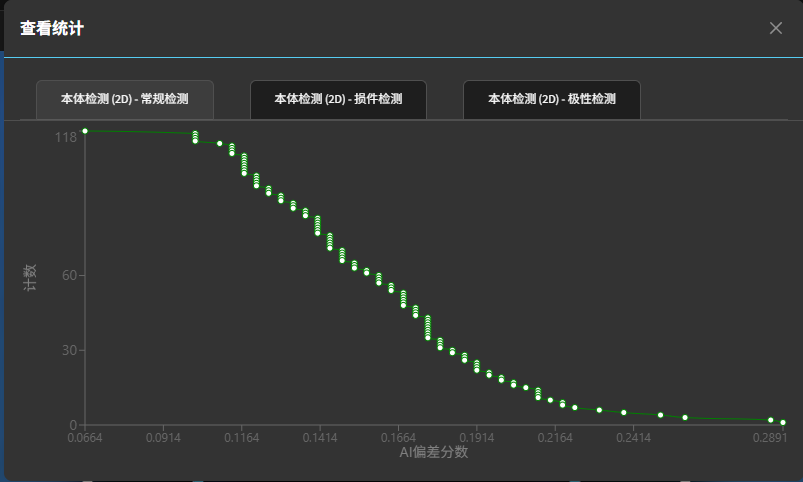 查看统计
本体检测 (2D) - 常规检测
本体检测 (2D) - 损件检测
本体检测 (2D) - 极性检测
118
60
30
0
计数
0.0664 0.0914 0.1164 0.1414 0.1664 0.1914 0.2164 0.2414 0.2891
AI偏差分数